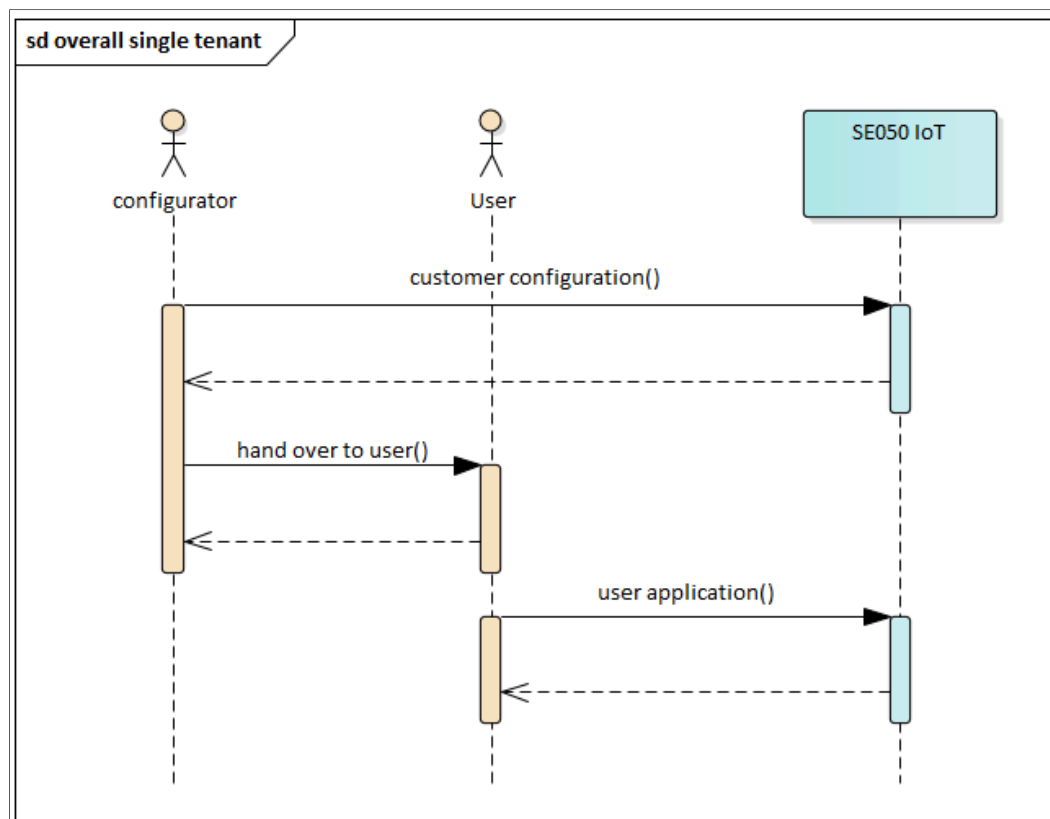 sd overall single tenant
configurator
User
SE050 IoT
customer configuration()
hand over to user()
user application()